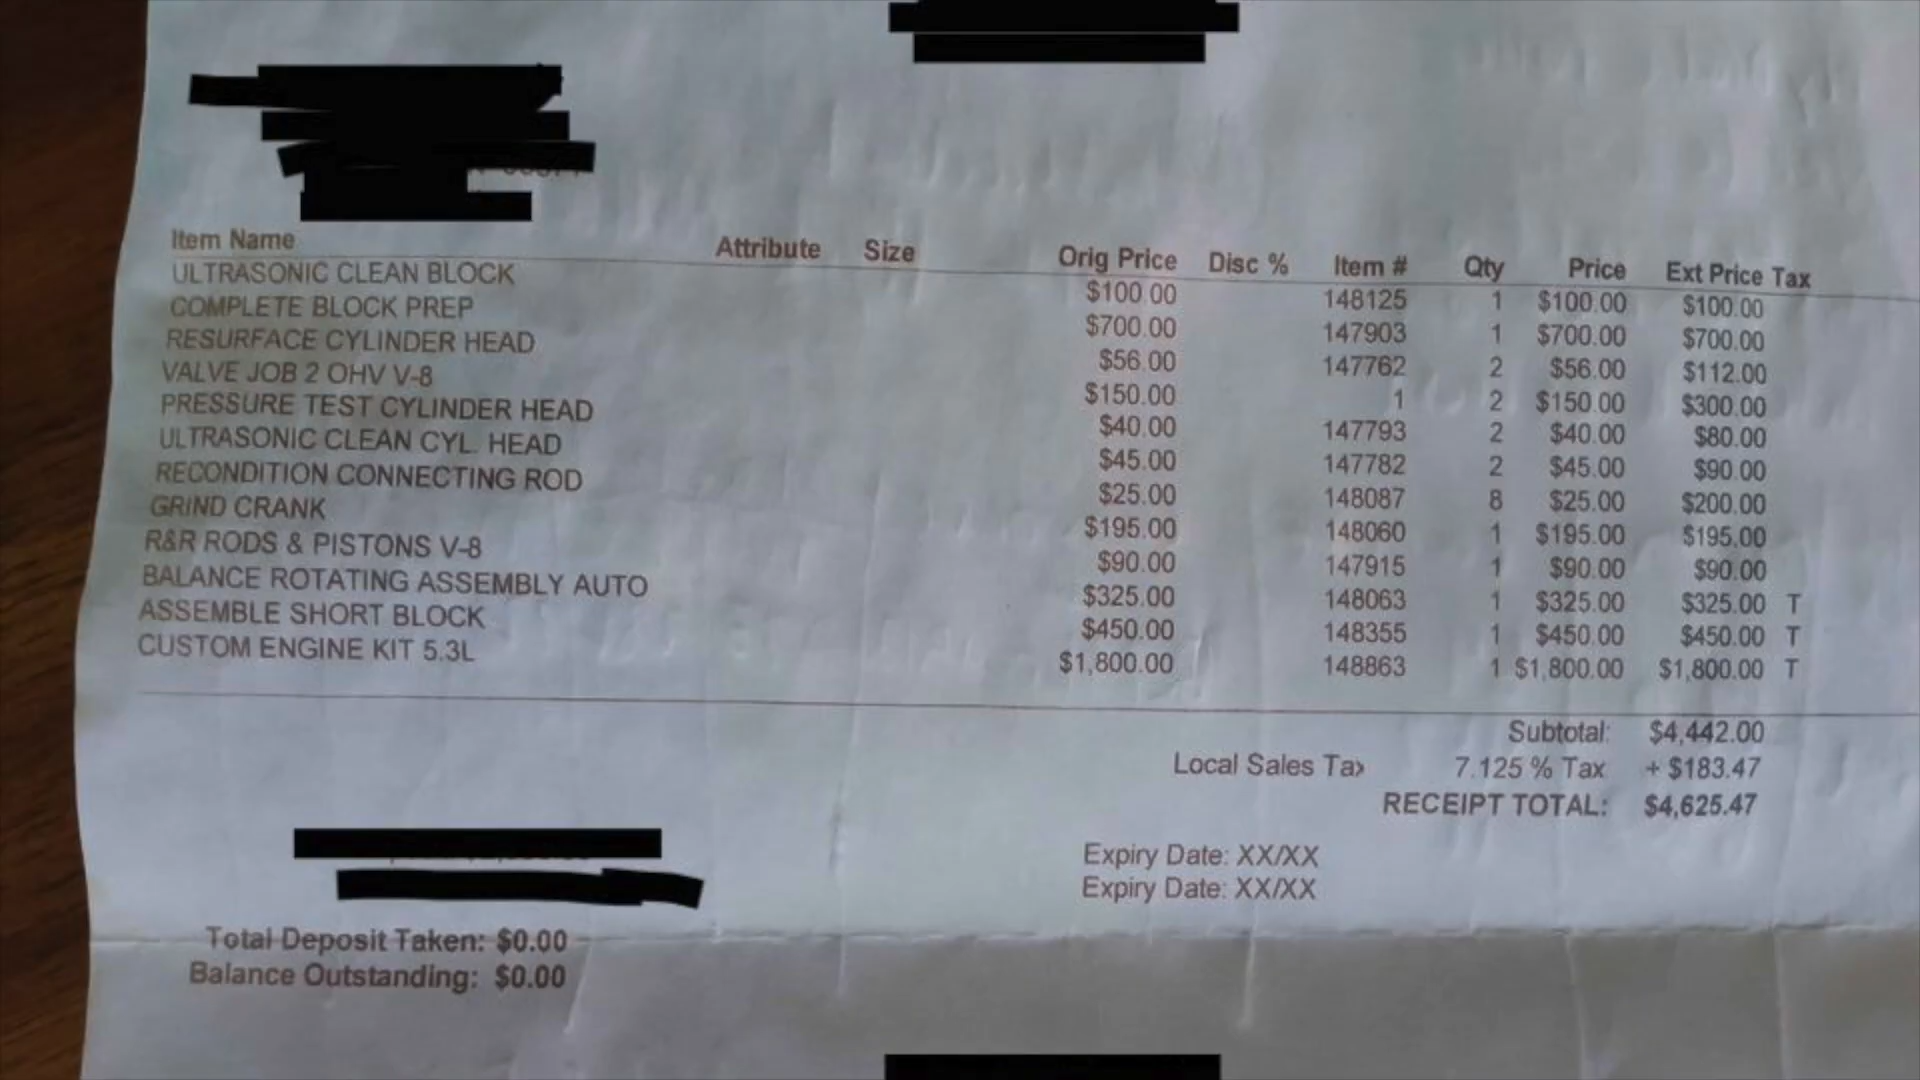 Item Name Attribute Size Orig Price Disc % Item # Qty Price Ext Price Tax
ULTRASONIC CLEAN BLOCK $100.00 148125 1 $100.00 $100.00
COMPLETE BLOCK PREP $700.00 147903 1 $700.00 $700.00
RESURFACE CYLINDER HEAD $56.00 147762 2 $56.00 $112.00
VALVE JOB 2 OHV V-8 $150.00 1 2 $150.00 $300.00
PRESSURE TEST CYLINDER HEAD $40.00 147793 2 $40.00 $80.00
ULTRASONIC CLEAN CYL. HEAD $45.00 147782 2 $45.00 $90.00
RECONDITION CONNECTING ROD $25.00 148087 8 $25.00 $200.00
GRIND CRANK $195.00 148060 1 $195.00 $195.00
R&R RODS & PISTONS V-8 $90.00 147915 1 $90.00 $90.00
BALANCE ROTATING ASSEMBLY AUTO $325.00 148063 1 $325.00 $325.00 T
ASSEMBLE SHORT BLOCK $450.00 148355 1 $450.00 $450.00 T
CUSTOM ENGINE KIT 5.3L $1,800.00 148863 1 $1,800.00 $1,800.00 T
Subtotal: $4,442.00
Local Sales Tax 7.125 % Tax + $183.47
RECEIPT TOTAL: $4,625.47
Expiry Date: XX/XX
Expiry Date: XX/XX
Total Deposit Taken: $0.00
Balance Outstanding: $0.00